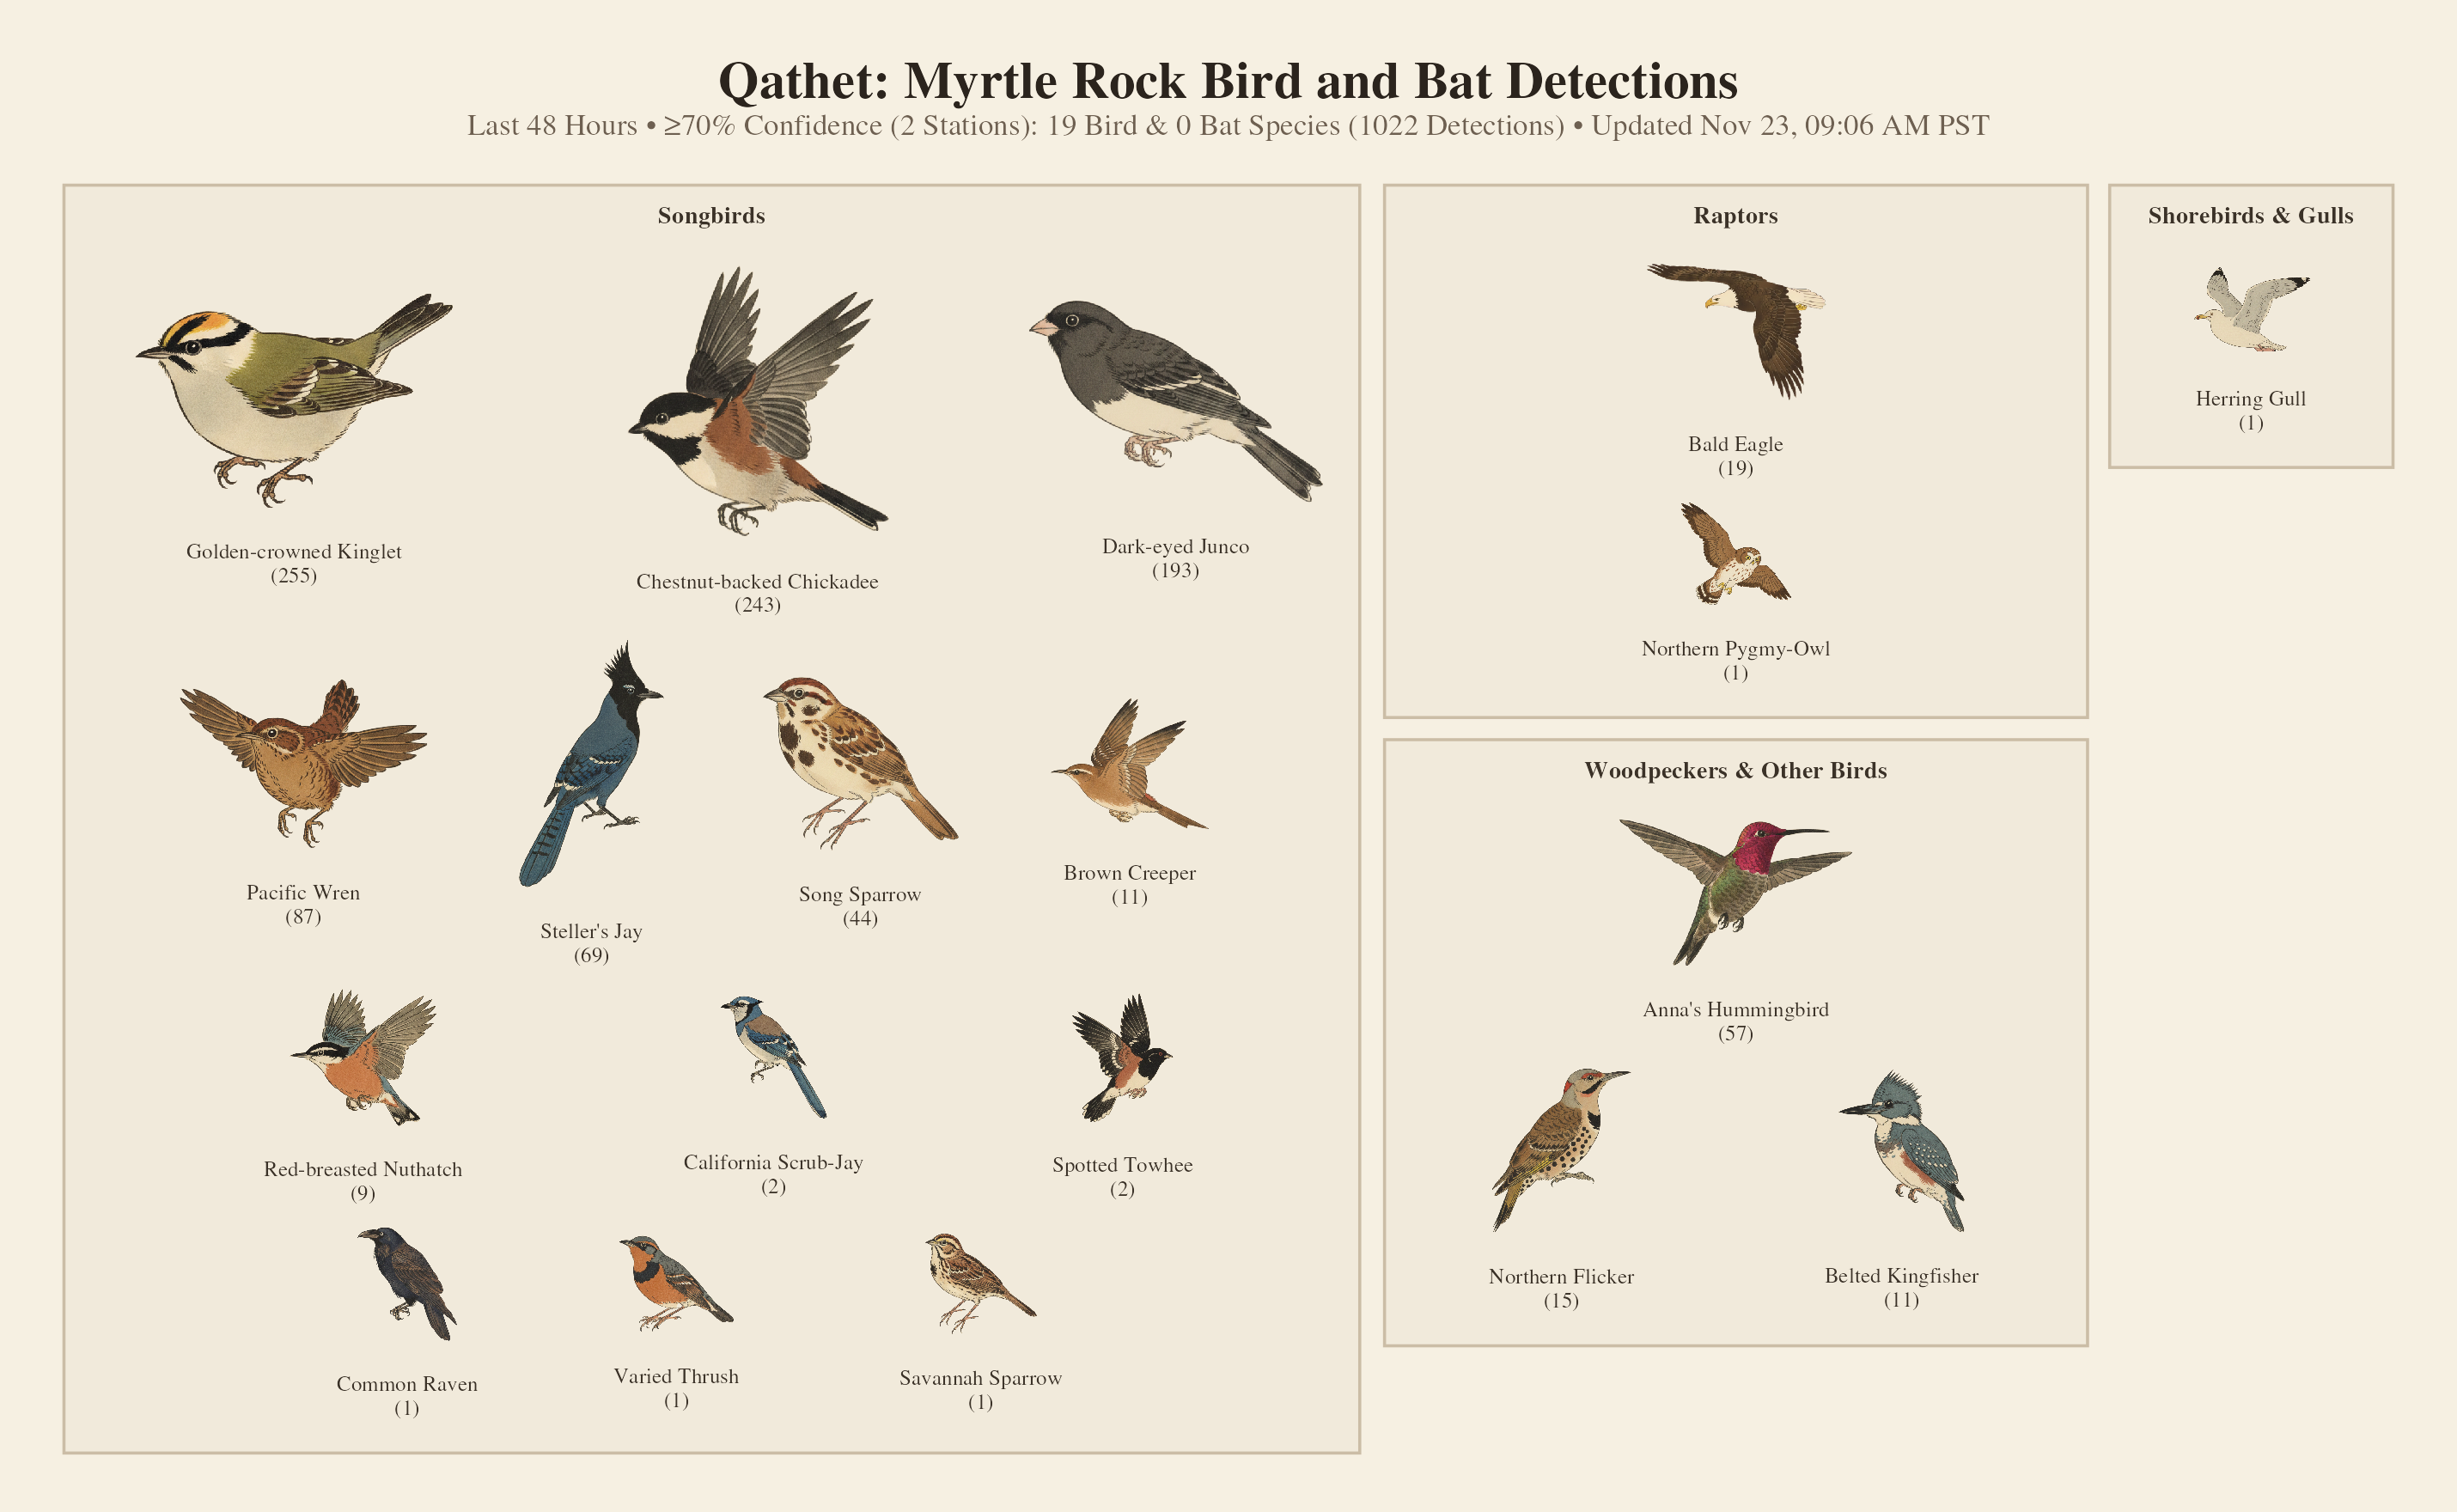 Qathet: Myrtle Rock Bird and Bat Detections
Last 48 Hours • ≥70% Confidence (2 Stations): 19 Bird & 0 Bat Species (1022 Detections) • Updated Nov 23, 09:06 AM PST
Songbirds
Golden-crowned Kinglet
(255)
Chestnut-backed Chickadee
(243)
Dark-eyed Junco
(193)
Pacific Wren
(87)
Steller's Jay
(69)
Song Sparrow
(44)
Brown Creeper
(11)
Red-breasted Nuthatch
(9)
California Scrub-Jay
(2)
Spotted Towhee
(2)
Common Raven
(1)
Varied Thrush
(1)
Savannah Sparrow
(1)
Raptors
Bald Eagle
(19)
Northern Pygmy-Owl
(1)
Woodpeckers & Other Birds
Anna's Hummingbird
(57)
Northern Flicker
(15)
Belted Kingfisher
(11)
Shorebirds & Gulls
Herring Gull
(1)